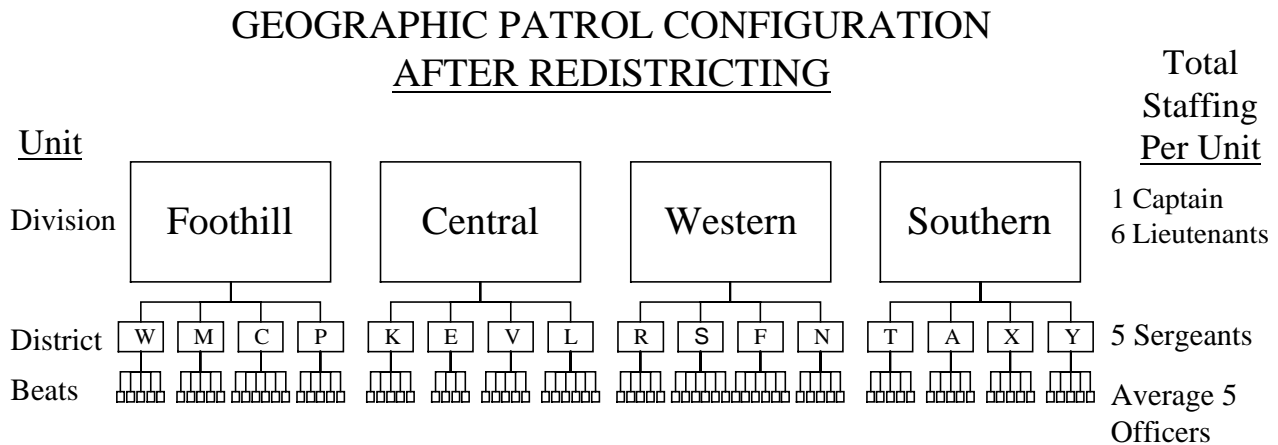 GEOGRAPHIC PATROL CONFIGURATION
AFTER REDISTRICTING
Total
Staffing
Per Unit
Unit
Division
Foothill
Central
Western
Southern
1 Captain
6 Lieutenants
District
W M C P K E V L R S F N T A X Y
5 Sergeants
Beats
Average 5
Officers